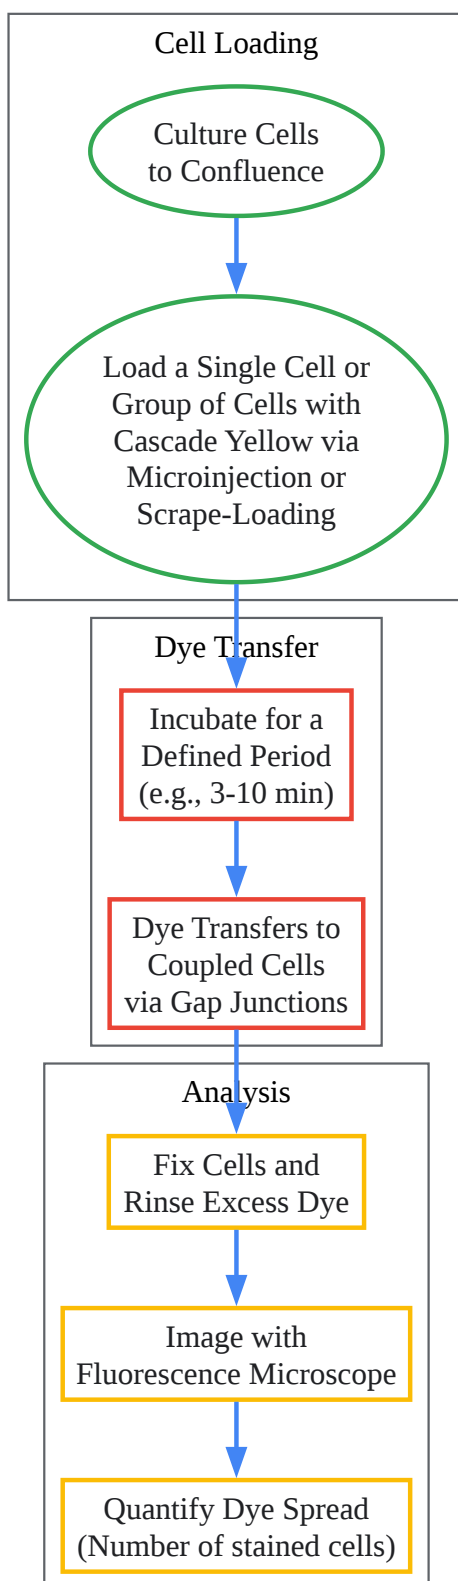 Cell Loading
Culture Cells
to Confluence
Load a Single Cell or
Group of Cells with
Cascade Yellow via
Microinjection or
Scrape-Loading
Dye Transfer
Incubate for a
Defined Period
(e.g., 3-10 min)
Dye Transfers to
Coupled Cells
via Gap Junctions
Analysis
Fix Cells and
Rinse Excess Dye
Image with
Fluorescence Microscope
Quantify Dye Spread
(Number of stained cells)